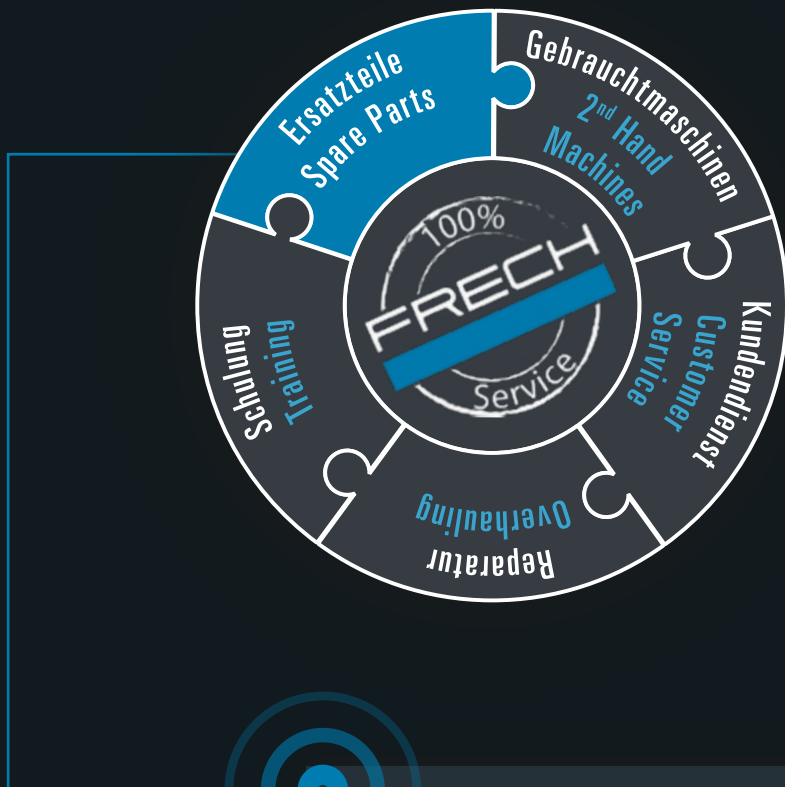 Ersatzteile
Spare Parts
Gebrauchtmaschinen
2nd Hand
Machines
Kundendienst
Customer
Service
Reparatur
Overhauling
Schulung
Training
100%
FRECH
Service